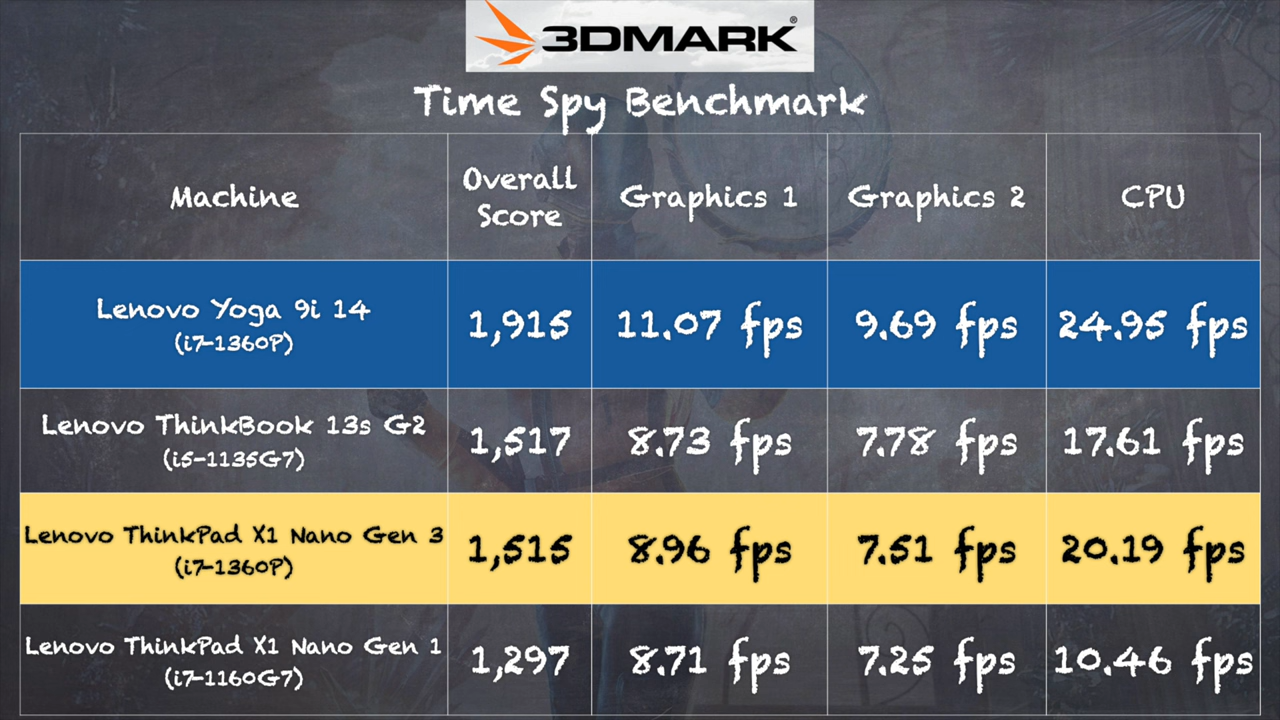 3DMARK®
Time Spy Benchmark
Machine
Overall
Score
Graphics 1
Graphics 2
CPU
Lenovo Yoga 9i 14
(i7-1360P)
1,915
11.07 fps
9.69 fps
24.95 fps
Lenovo ThinkBook 13s G2
(i5-1135G7)
1,517
8.73 fps
7.78 fps
17.61 fps
Lenovo ThinkPad X1 Nano Gen 3
(i7-1360P)
1,515
8.96 fps
7.51 fps
20.19 fps
Lenovo ThinkPad X1 Nano Gen 1
(i7-1160G7)
1,297
8.71 fps
7.25 fps
10.46 fps